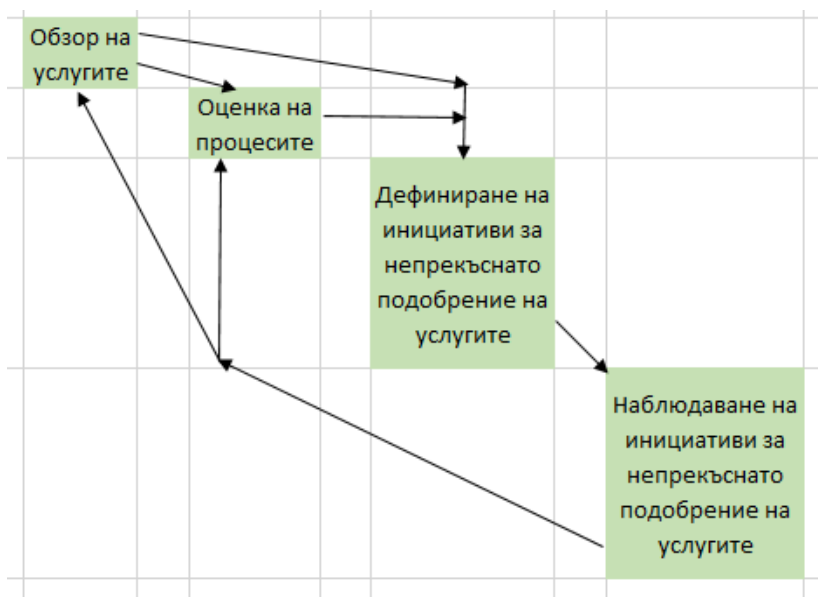 Обзор на
услугите
Оценка на
процесите
Дефиниране на
инициативи за
непрекъснато
подобрение на
услугите
Наблюдаване на
инициативи за
непрекъснато
подобрение на
услугите